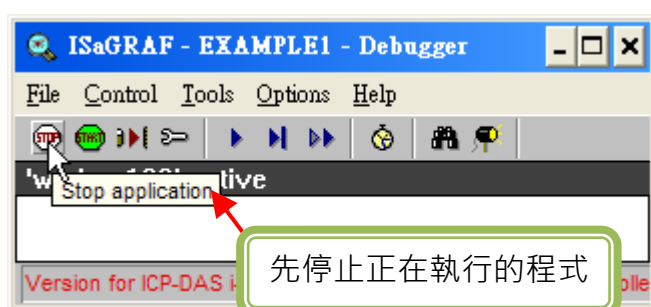 ISaGRAF - EXAMPLE1 - Debugger
File Control Tools Options Help
STOP START
Stop application
先停止正在執行的程式
Version for ICP-DAS